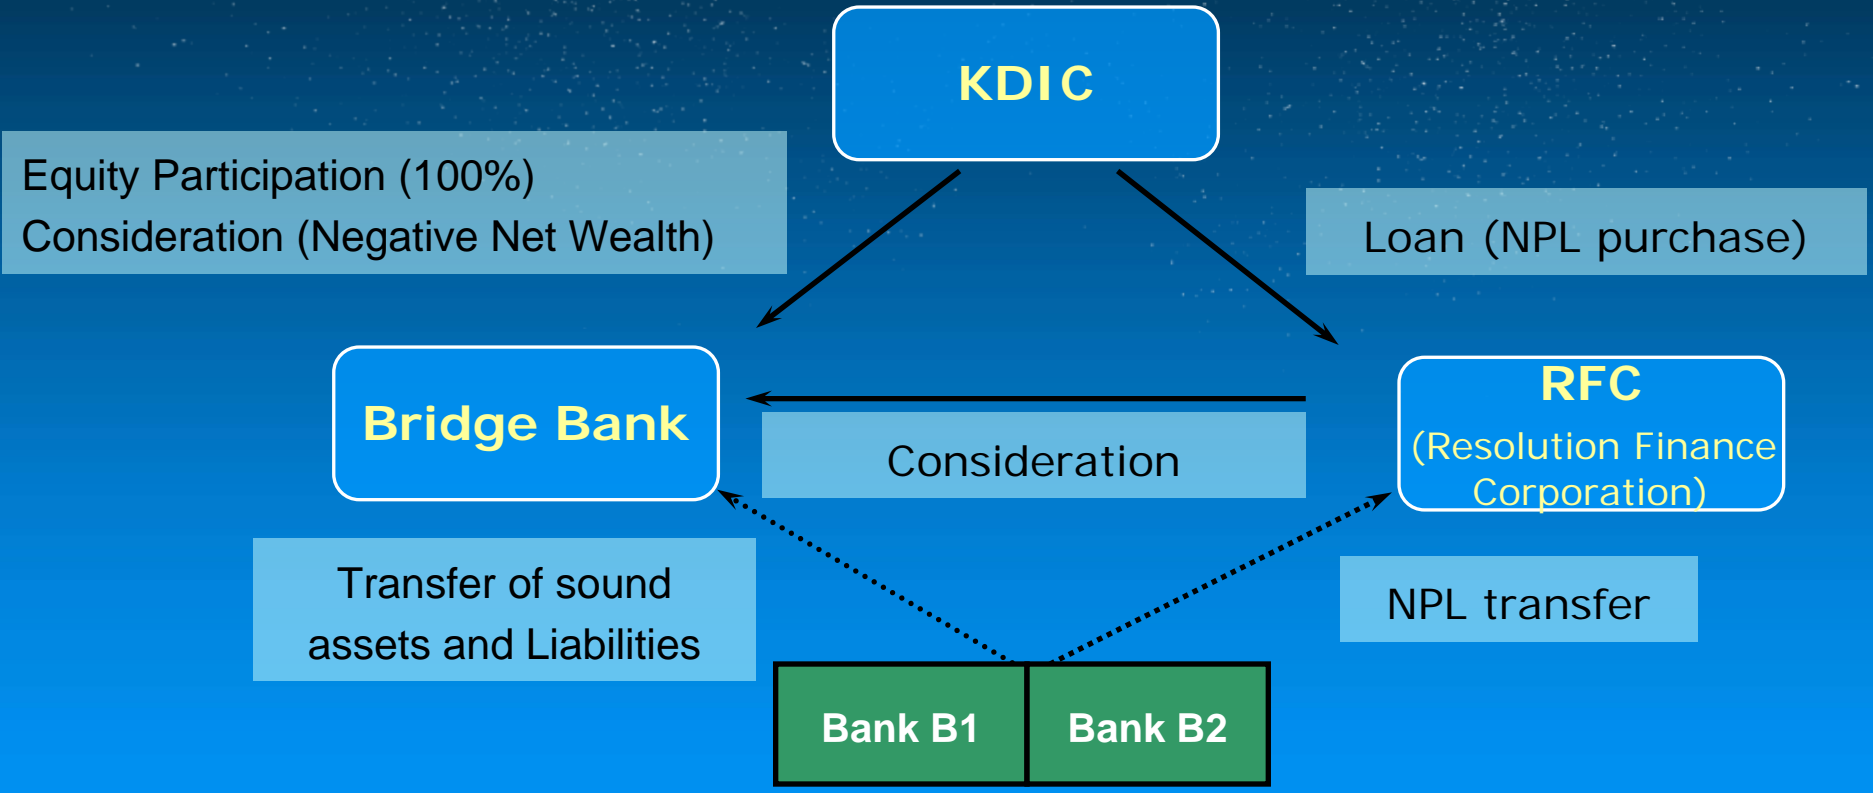 KDIC
Equity Participation (100%)
Consideration (Negative Net Wealth)
Loan (NPL purchase)
Bridge Bank
RFC
(Resolution Finance
Corporation)
Consideration
Transfer of sound
assets and Liabilities
NPL transfer
Bank B1
Bank B2